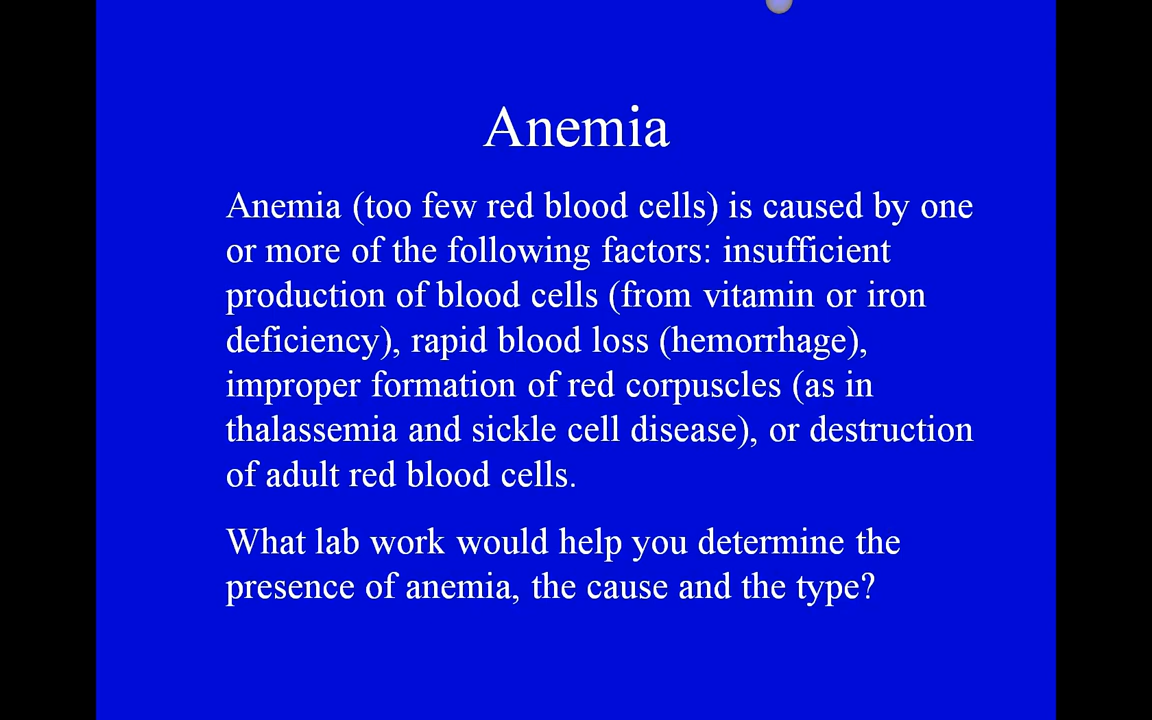 Anemia
Anemia (too few red blood cells) is caused by one
or more of the following factors: insufficient
production of blood cells (from vitamin or iron
deficiency), rapid blood loss (hemorrhage),
improper formation of red corpuscles (as in
thalassemia and sickle cell disease), or destruction
of adult red blood cells.
What lab work would help you determine the
presence of anemia, the cause and the type?